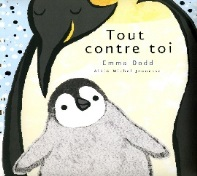 Tout
contre toi
Emma Dodd
Albin Michel Jeunesse